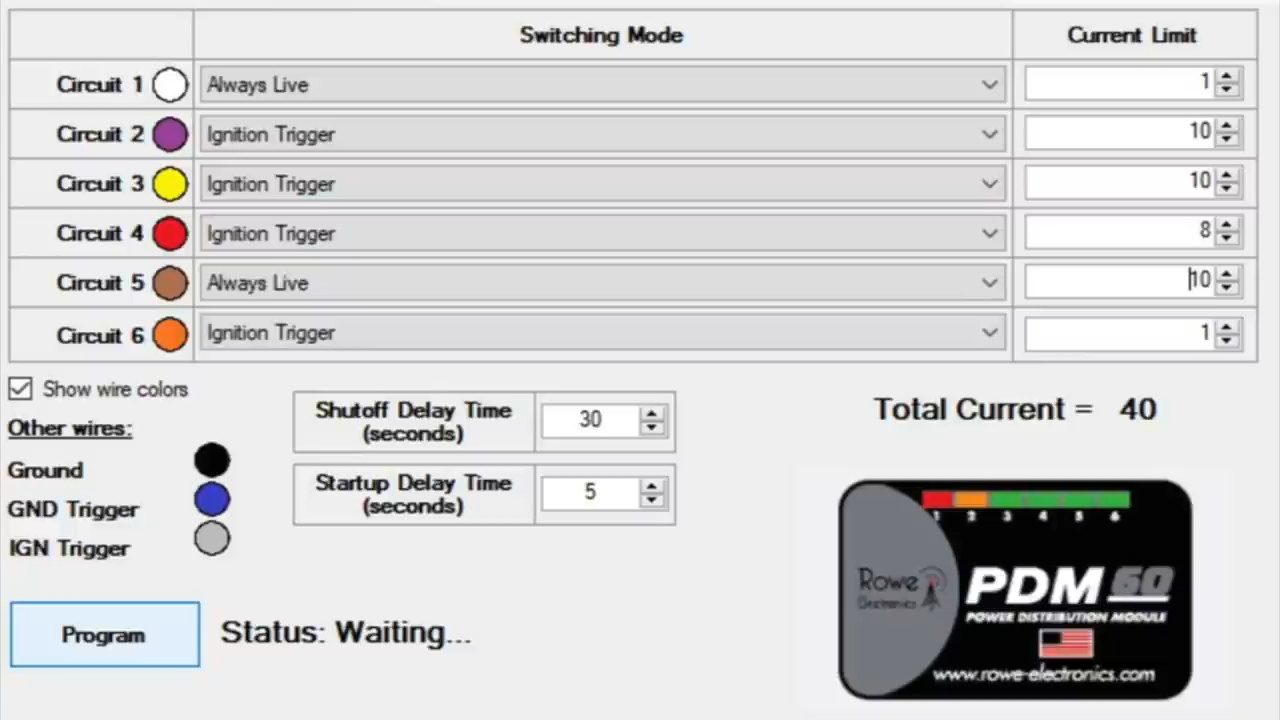 Switching Mode Current Limit
Circuit 1 Always Live 1
Circuit 2 Ignition Trigger 10
Circuit 3 Ignition Trigger 10
Circuit 4 Ignition Trigger 8
Circuit 5 Always Live 10
Circuit 6 Ignition Trigger 1
Show wire colors
Other wires:
Ground
GND Trigger
IGN Trigger
Shutoff Delay Time
(seconds)
30
Startup Delay Time
(seconds)
5
Total Current = 40
1 2 3 4 5 6
Rowe
Electronics
PDM 60
POWER DISTRIBUTION MODULE
www.rowe-electronics.com
Program
Status: Waiting...